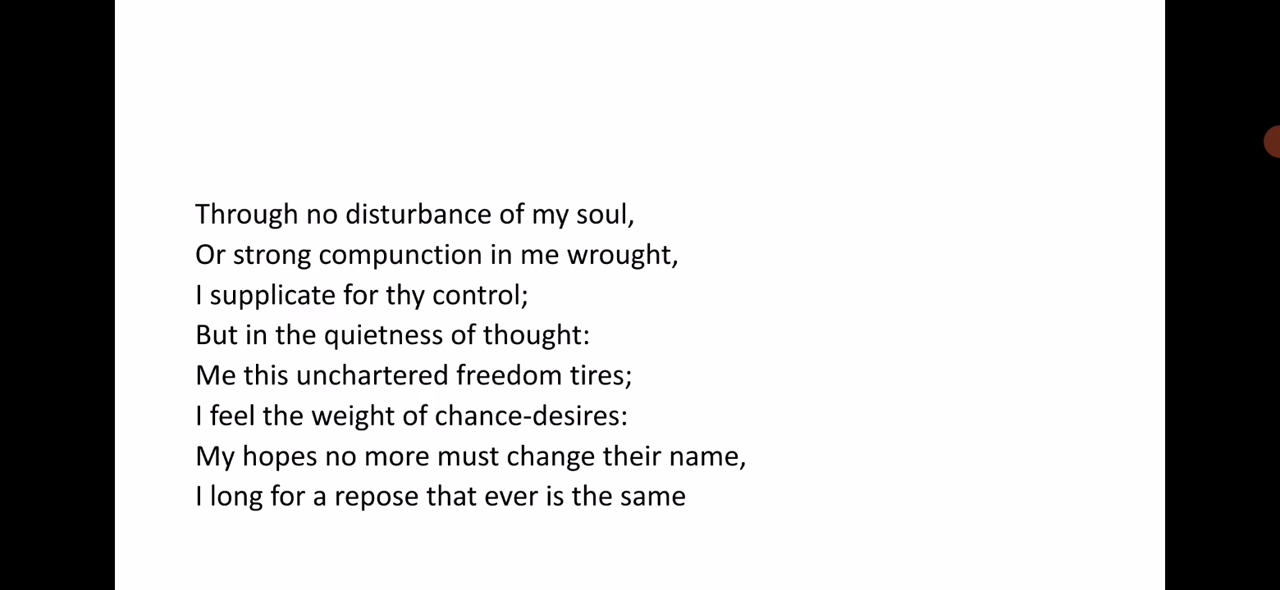 Through no disturbance of my soul,
Or strong compunction in me wrought,
I supplicate for thy control;
But in the quietness of thought:
Me this unchartered freedom tires;
I feel the weight of chance-desires:
My hopes no more must change their name,
I long for a repose that ever is the same